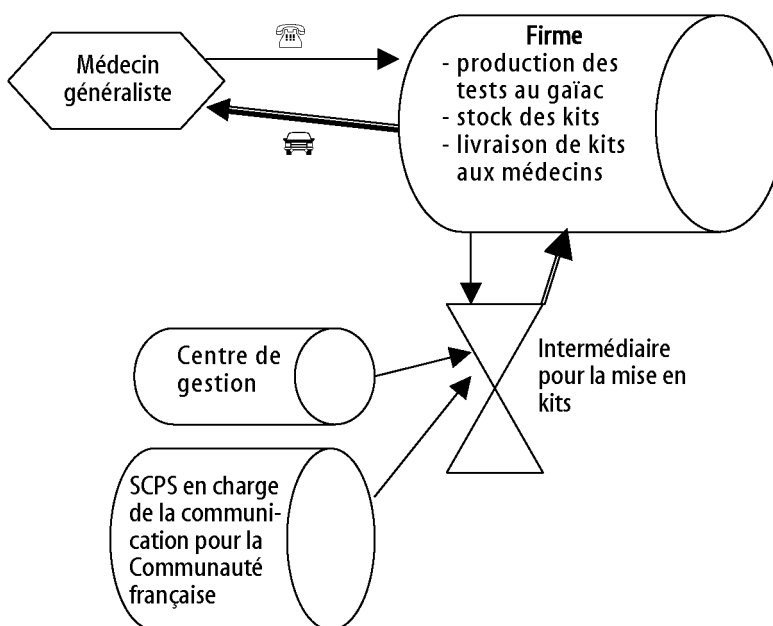 Médecin
généraliste
Firme
- production des
tests au gaïac
- stock des kits
- livraison de kits
aux médecins
Centre de
gestion
Intermédiaire
pour la mise en
kits
SCPS en charge
de la communi-
cation pour la
Communauté
française